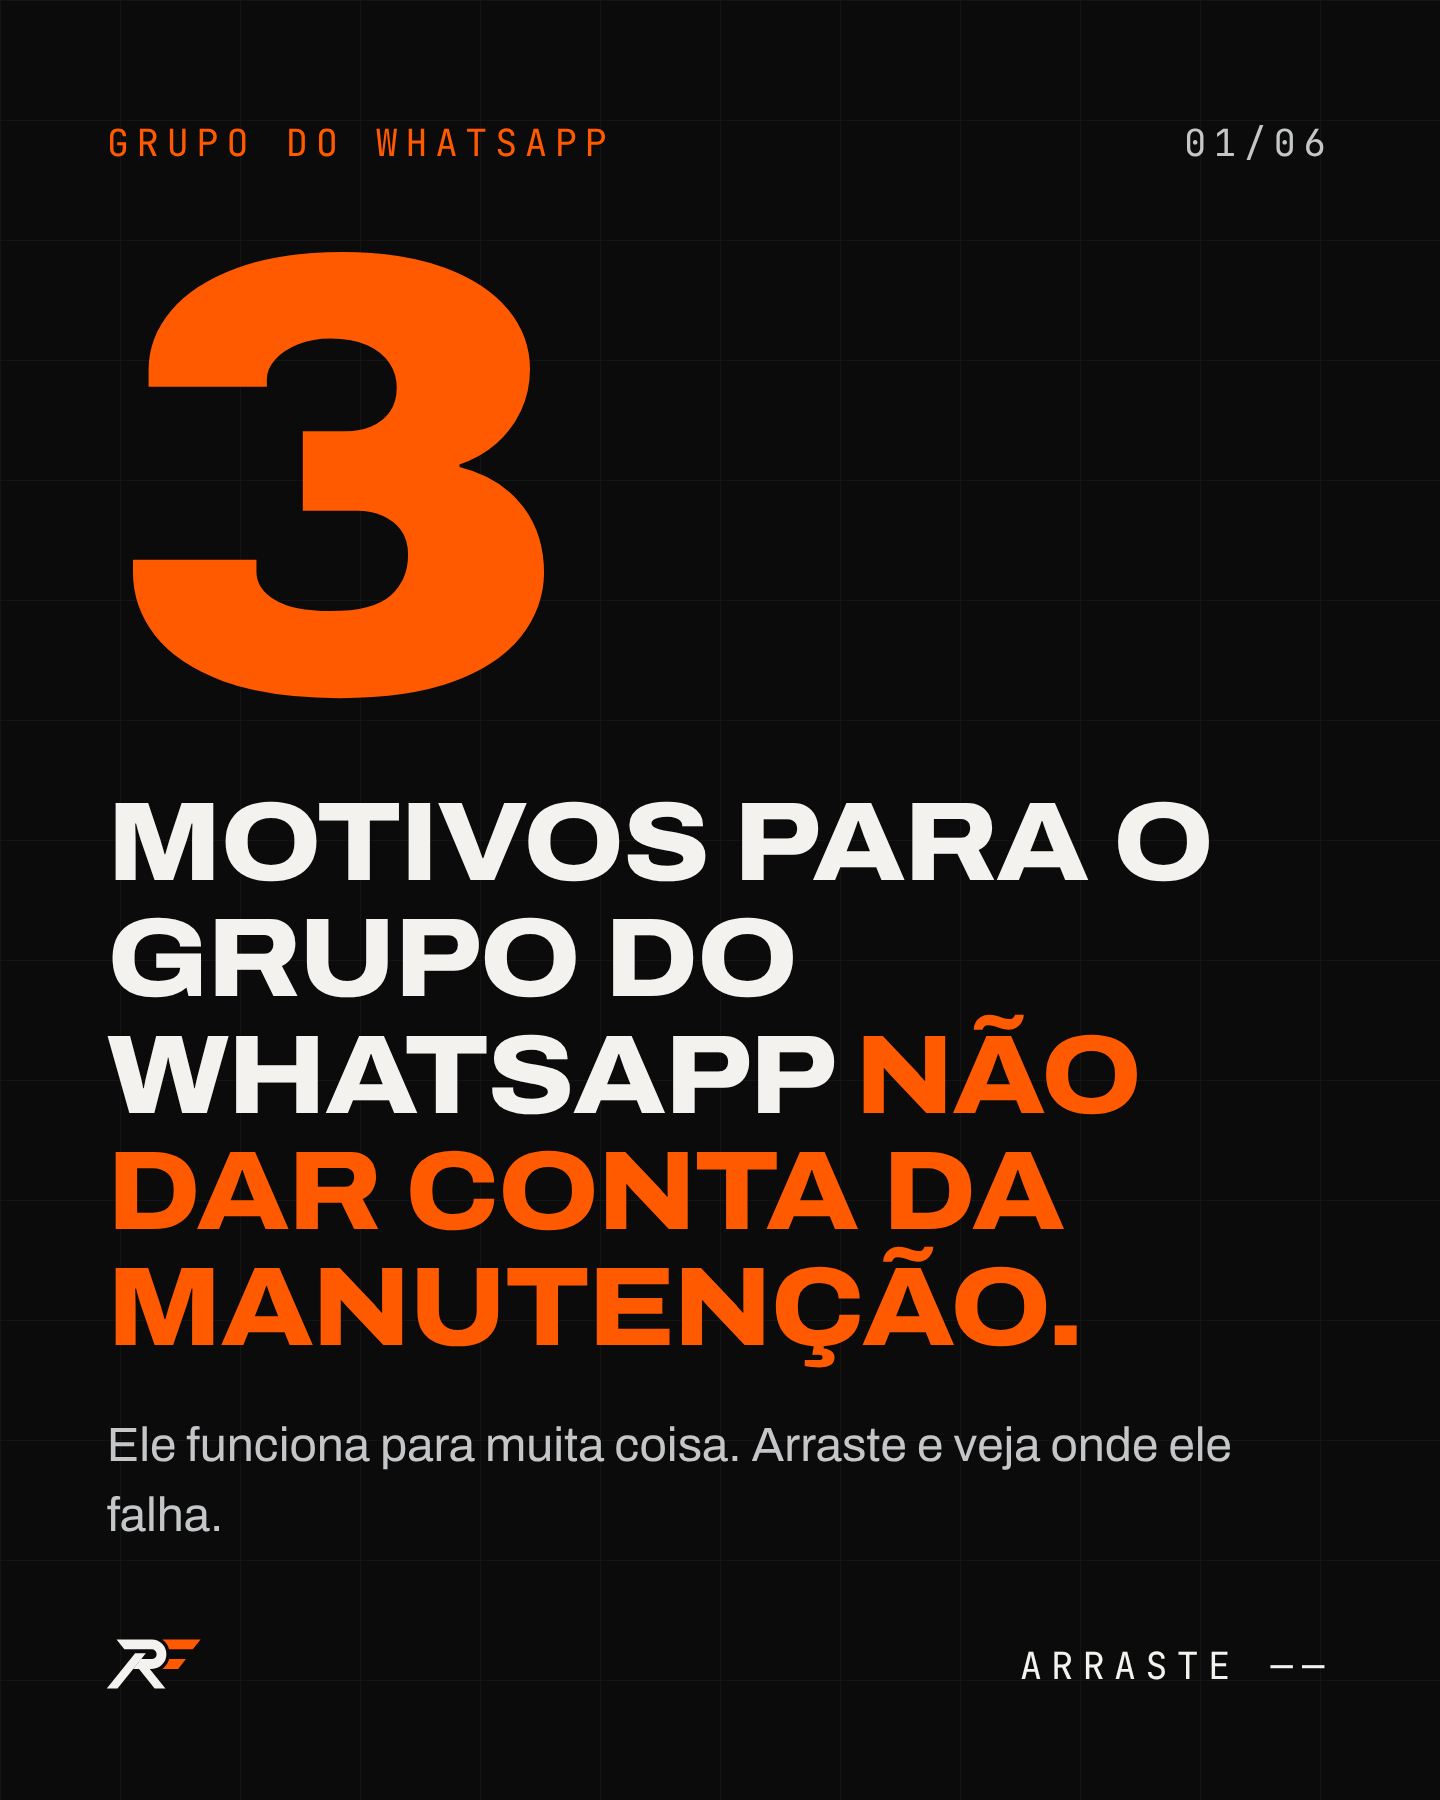 GRUPO DO WHATSAPP
01/06
3
MOTIVOS PARA O
GRUPO DO
WHATSAPP NÃO
DAR CONTA DA
MANUTENÇÃO.
Ele funciona para muita coisa. Arraste e veja onde ele
falha.
RF
ARRASTE ——